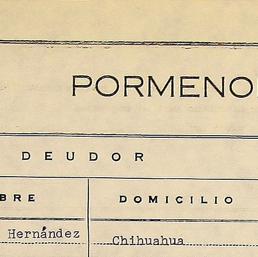 PORMENO
DEUDOR
BRE DOMICILIO
Hernández Chihuahua